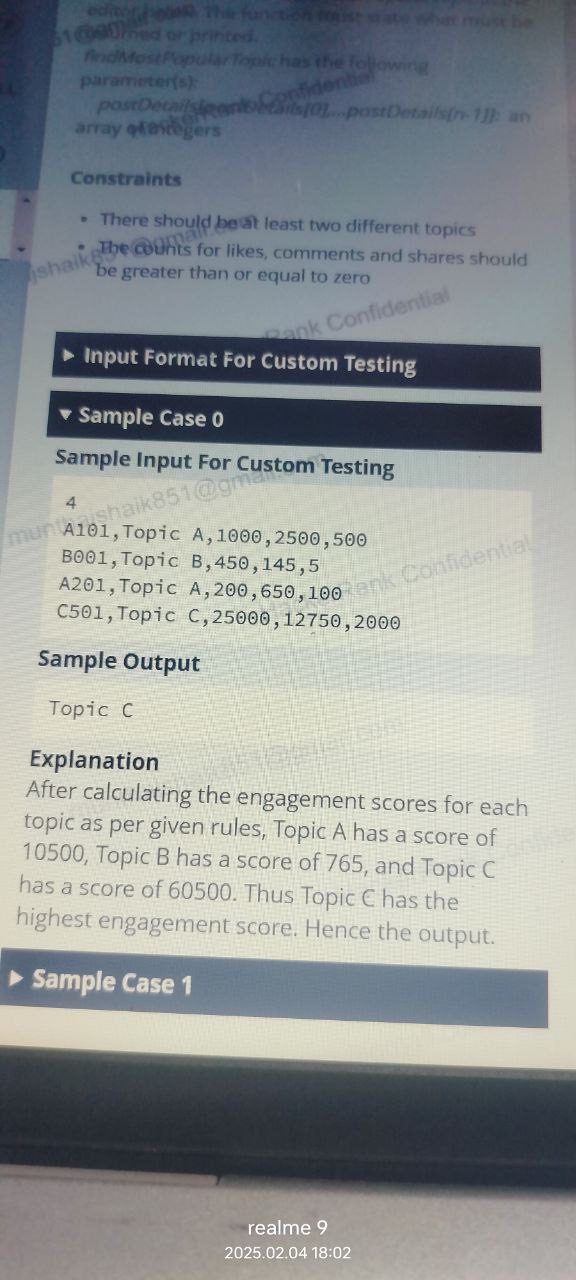 editor below. The function must state what must be
returned or printed.
findMostPopularTopic has the following
parameter(s):
postDetails[postDetails[0],...postDetails[n-1]]: an
array of integers
Constraints
• There should be at least two different topics
• The counts for likes, comments and shares should
be greater than or equal to zero
Rank Confidential
▶ Input Format For Custom Testing
▼ Sample Case 0
Sample Input For Custom Testing
4
A101,Topic A,1000,2500,500
B001,Topic B,450,145,5
A201,Topic A,200,650,100
C501,Topic C,25000,12750,2000
Sample Output
Topic C
Explanation
After calculating the engagement scores for each
topic as per given rules, Topic A has a score of
10500, Topic B has a score of 765, and Topic C
has a score of 60500. Thus Topic C has the
highest engagement score. Hence the output.
▶ Sample Case 1
realme 9
2025.02.04 18:02